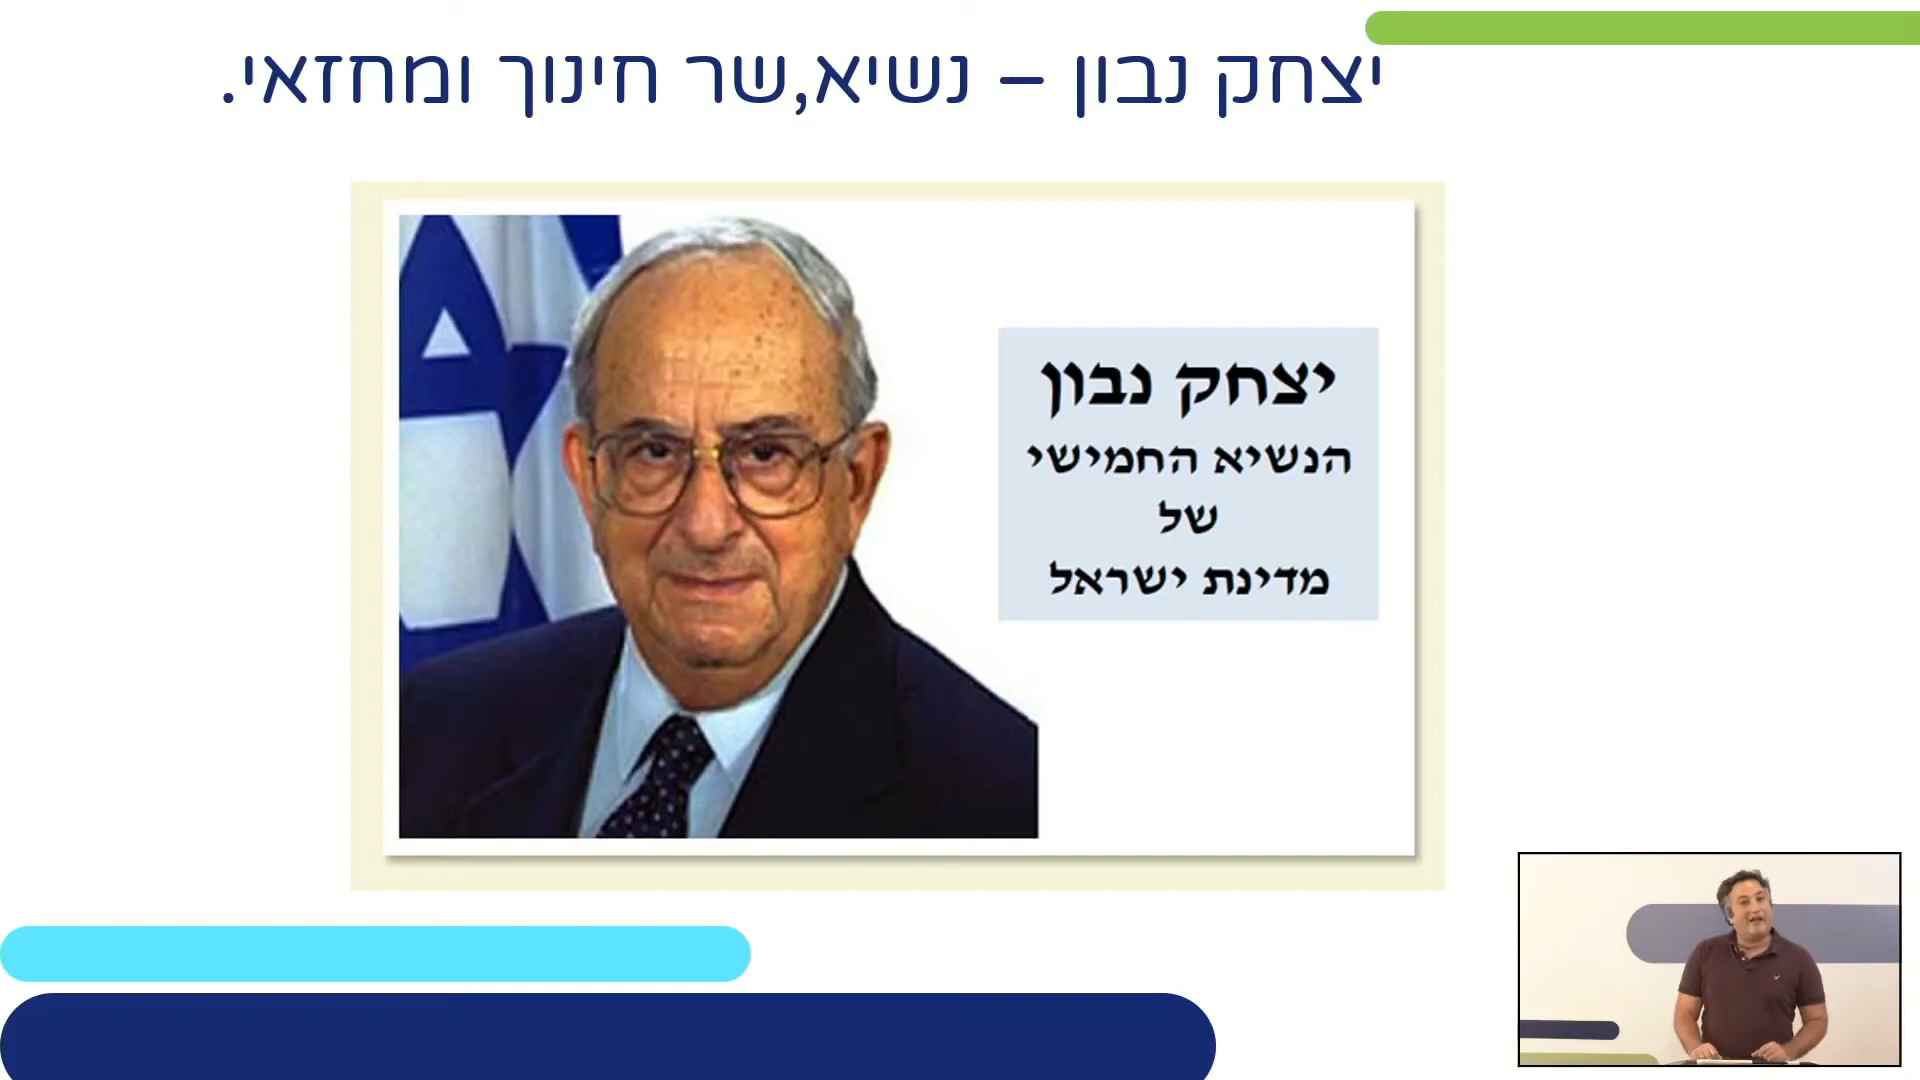 יצחק נבון – נשיא,שר חינוך ומחזאי.
יצחק נבון
הנשיא החמישי
של
מדינת ישראל